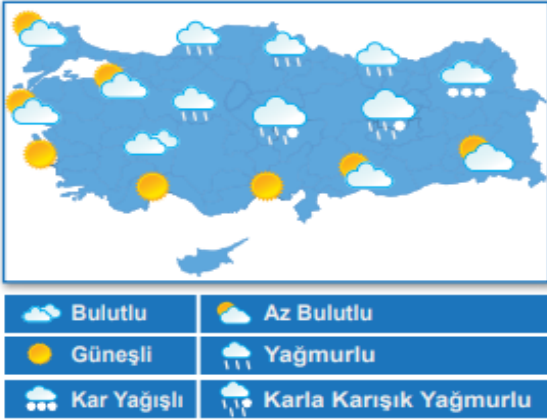 Bulutlu
Az Bulutlu
Güneşli
Yağmurlu
Kar Yağışlı
Karla Karışık Yağmurlu